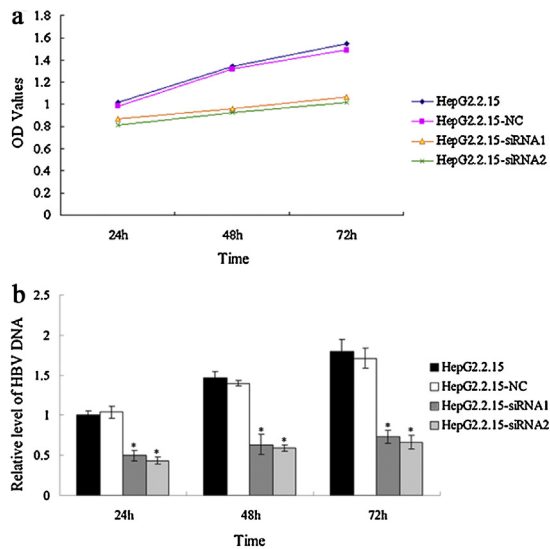 a
1.8
1.6
1.4
1.2
1
0.8
0.6
0.4
0.2
0
OD Values
24h 48h 72h
Time
HepG2.2.15
HepG2.2.15-NC
HepG2.2.15-siRNA1
HepG2.2.15-siRNA2
b
2.5
2
1.5
1
0.5
0
Relative level of HBV DNA
* * * * * *
24h 48h 72h
Time
HepG2.2.15
HepG2.2.15-NC
HepG2.2.15-siRNA1
HepG2.2.15-siRNA2